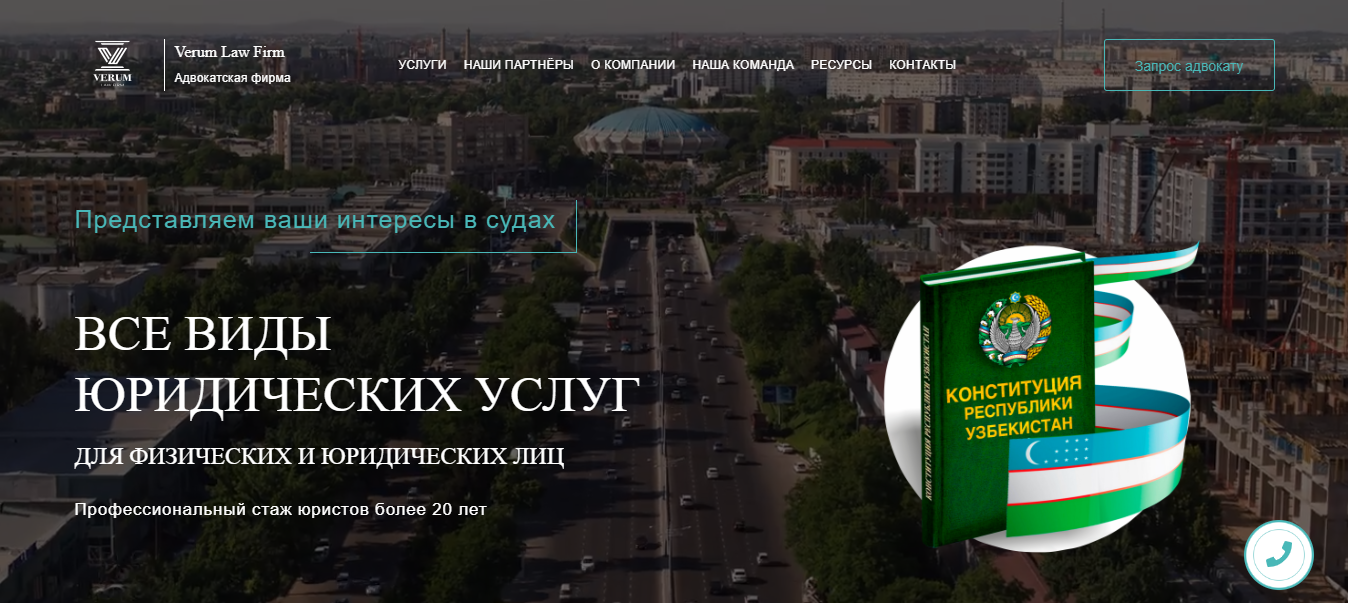 VERUM
LAW FIRM
Verum Law Firm
Адвокатская фирма
УСЛУГИ НАШИ ПАРТНЁРЫ О КОМПАНИИ НАША КОМАНДА РЕСУРСЫ КОНТАКТЫ
Запрос адвокату
Представляем ваши интересы в судах
ВСЕ ВИДЫ
ЮРИДИЧЕСКИХ УСЛУГ
ДЛЯ ФИЗИЧЕСКИХ И ЮРИДИЧЕСКИХ ЛИЦ
Профессиональный стаж юристов более 20 лет
КОНСТИТУЦИЯ
РЕСПУБЛИКИ
УЗБЕКИСТАН
КОНСТИТУЦИЯ РЕСПУБЛИКИ УЗБЕКИСТАН